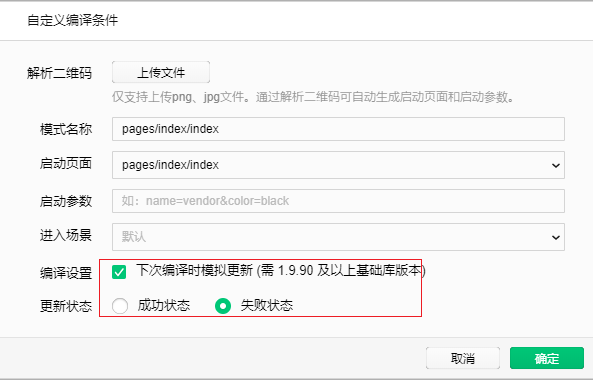 自定义编译条件
解析二维码 上传文件
仅支持上传png、jpg文件。通过解析二维码可自动生成启动页面和启动参数。
模式名称 pages/index/index
启动页面 pages/index/index
启动参数 如：name=vendor&color=black
进入场景 默认
编译设置 下次编译时模拟更新 (需 1.9.90 及以上基础库版本)
更新状态 成功状态 失败状态
取消 确定